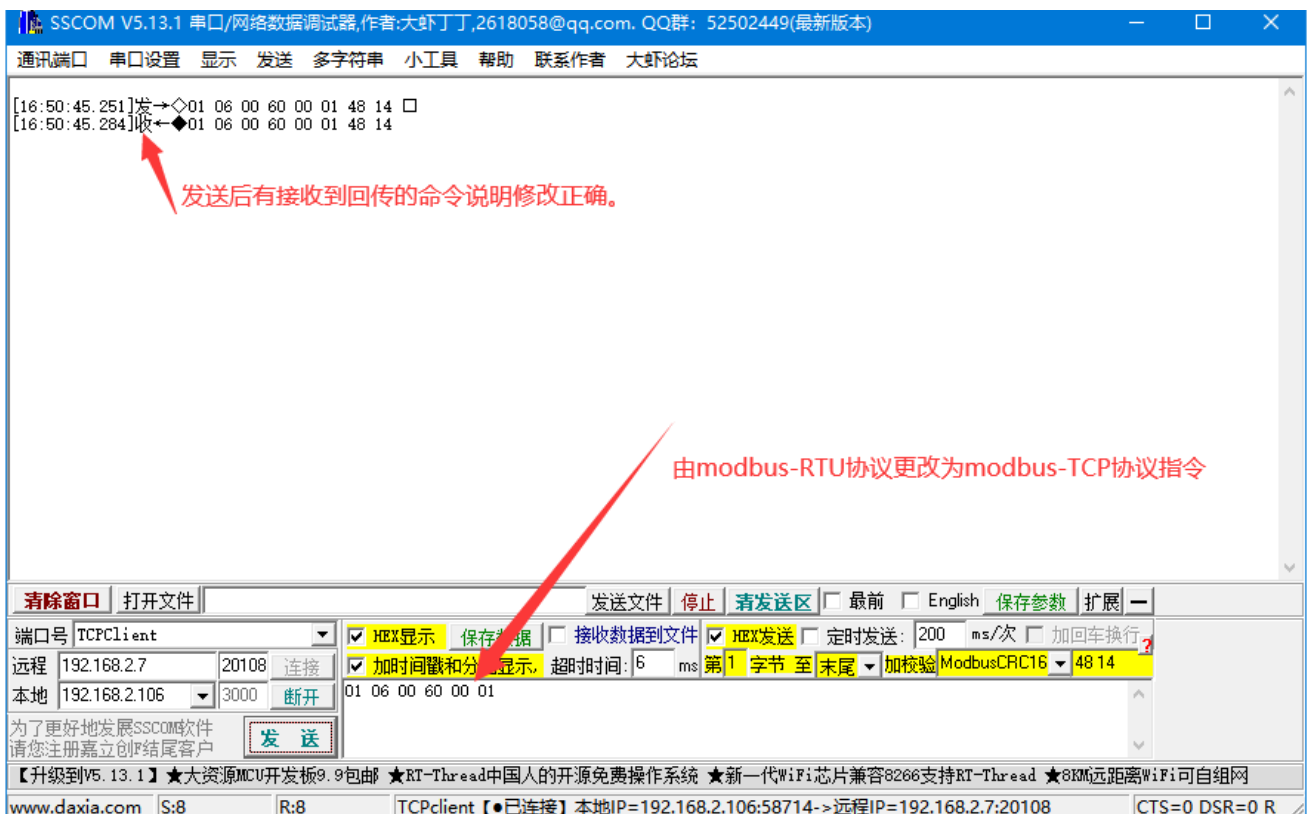 SSCOM V5.13.1 串口/网络数据调试器,作者:大虾丁丁,2618058@qq.com. QQ群: 52502449(最新版本)
通讯端口 串口设置 显示 发送 多字符串 小工具 帮助 联系作者 大虾论坛
[16:50:45.251]发→◇01 06 00 60 00 01 48 14 □
[16:50:45.284]收←◆01 06 00 60 00 01 48 14
发送后有接收到回传的命令说明修改正确。
由modbus-RTU协议更改为modbus-TCP协议指令
清除窗口 打开文件 发送文件 停止 清发送区 最前 English 保存参数 扩展 —
端口号 TCPClient HEX显示 保存数据 接收数据到文件 HEX发送 定时发送: 200 ms/次 加回车换行 ?
远程 192.168.2.7 20108 连接 加时间戳和分包显示, 超时时间: 6 ms 第 1 字节 至 末尾 加校验 ModbusCRC16 48 14
本地 192.168.2.106 3000 断开 01 06 00 60 00 01
为了更好地发展SSCOM软件
请您注册嘉立创F结尾客户
发 送
【升级到V5.13.1】★大资源MCU开发板9.9包邮 ★RT-Thread中国人的开源免费操作系统 ★新一代WiFi芯片兼容8266支持RT-Thread ★8KM远距离WiFi可自组网
www.daxia.com S:8 R:8 TCPclient【●已连接】本地IP=192.168.2.106:58714->远程IP=192.168.2.7:20108 CTS=0 DSR=0 R